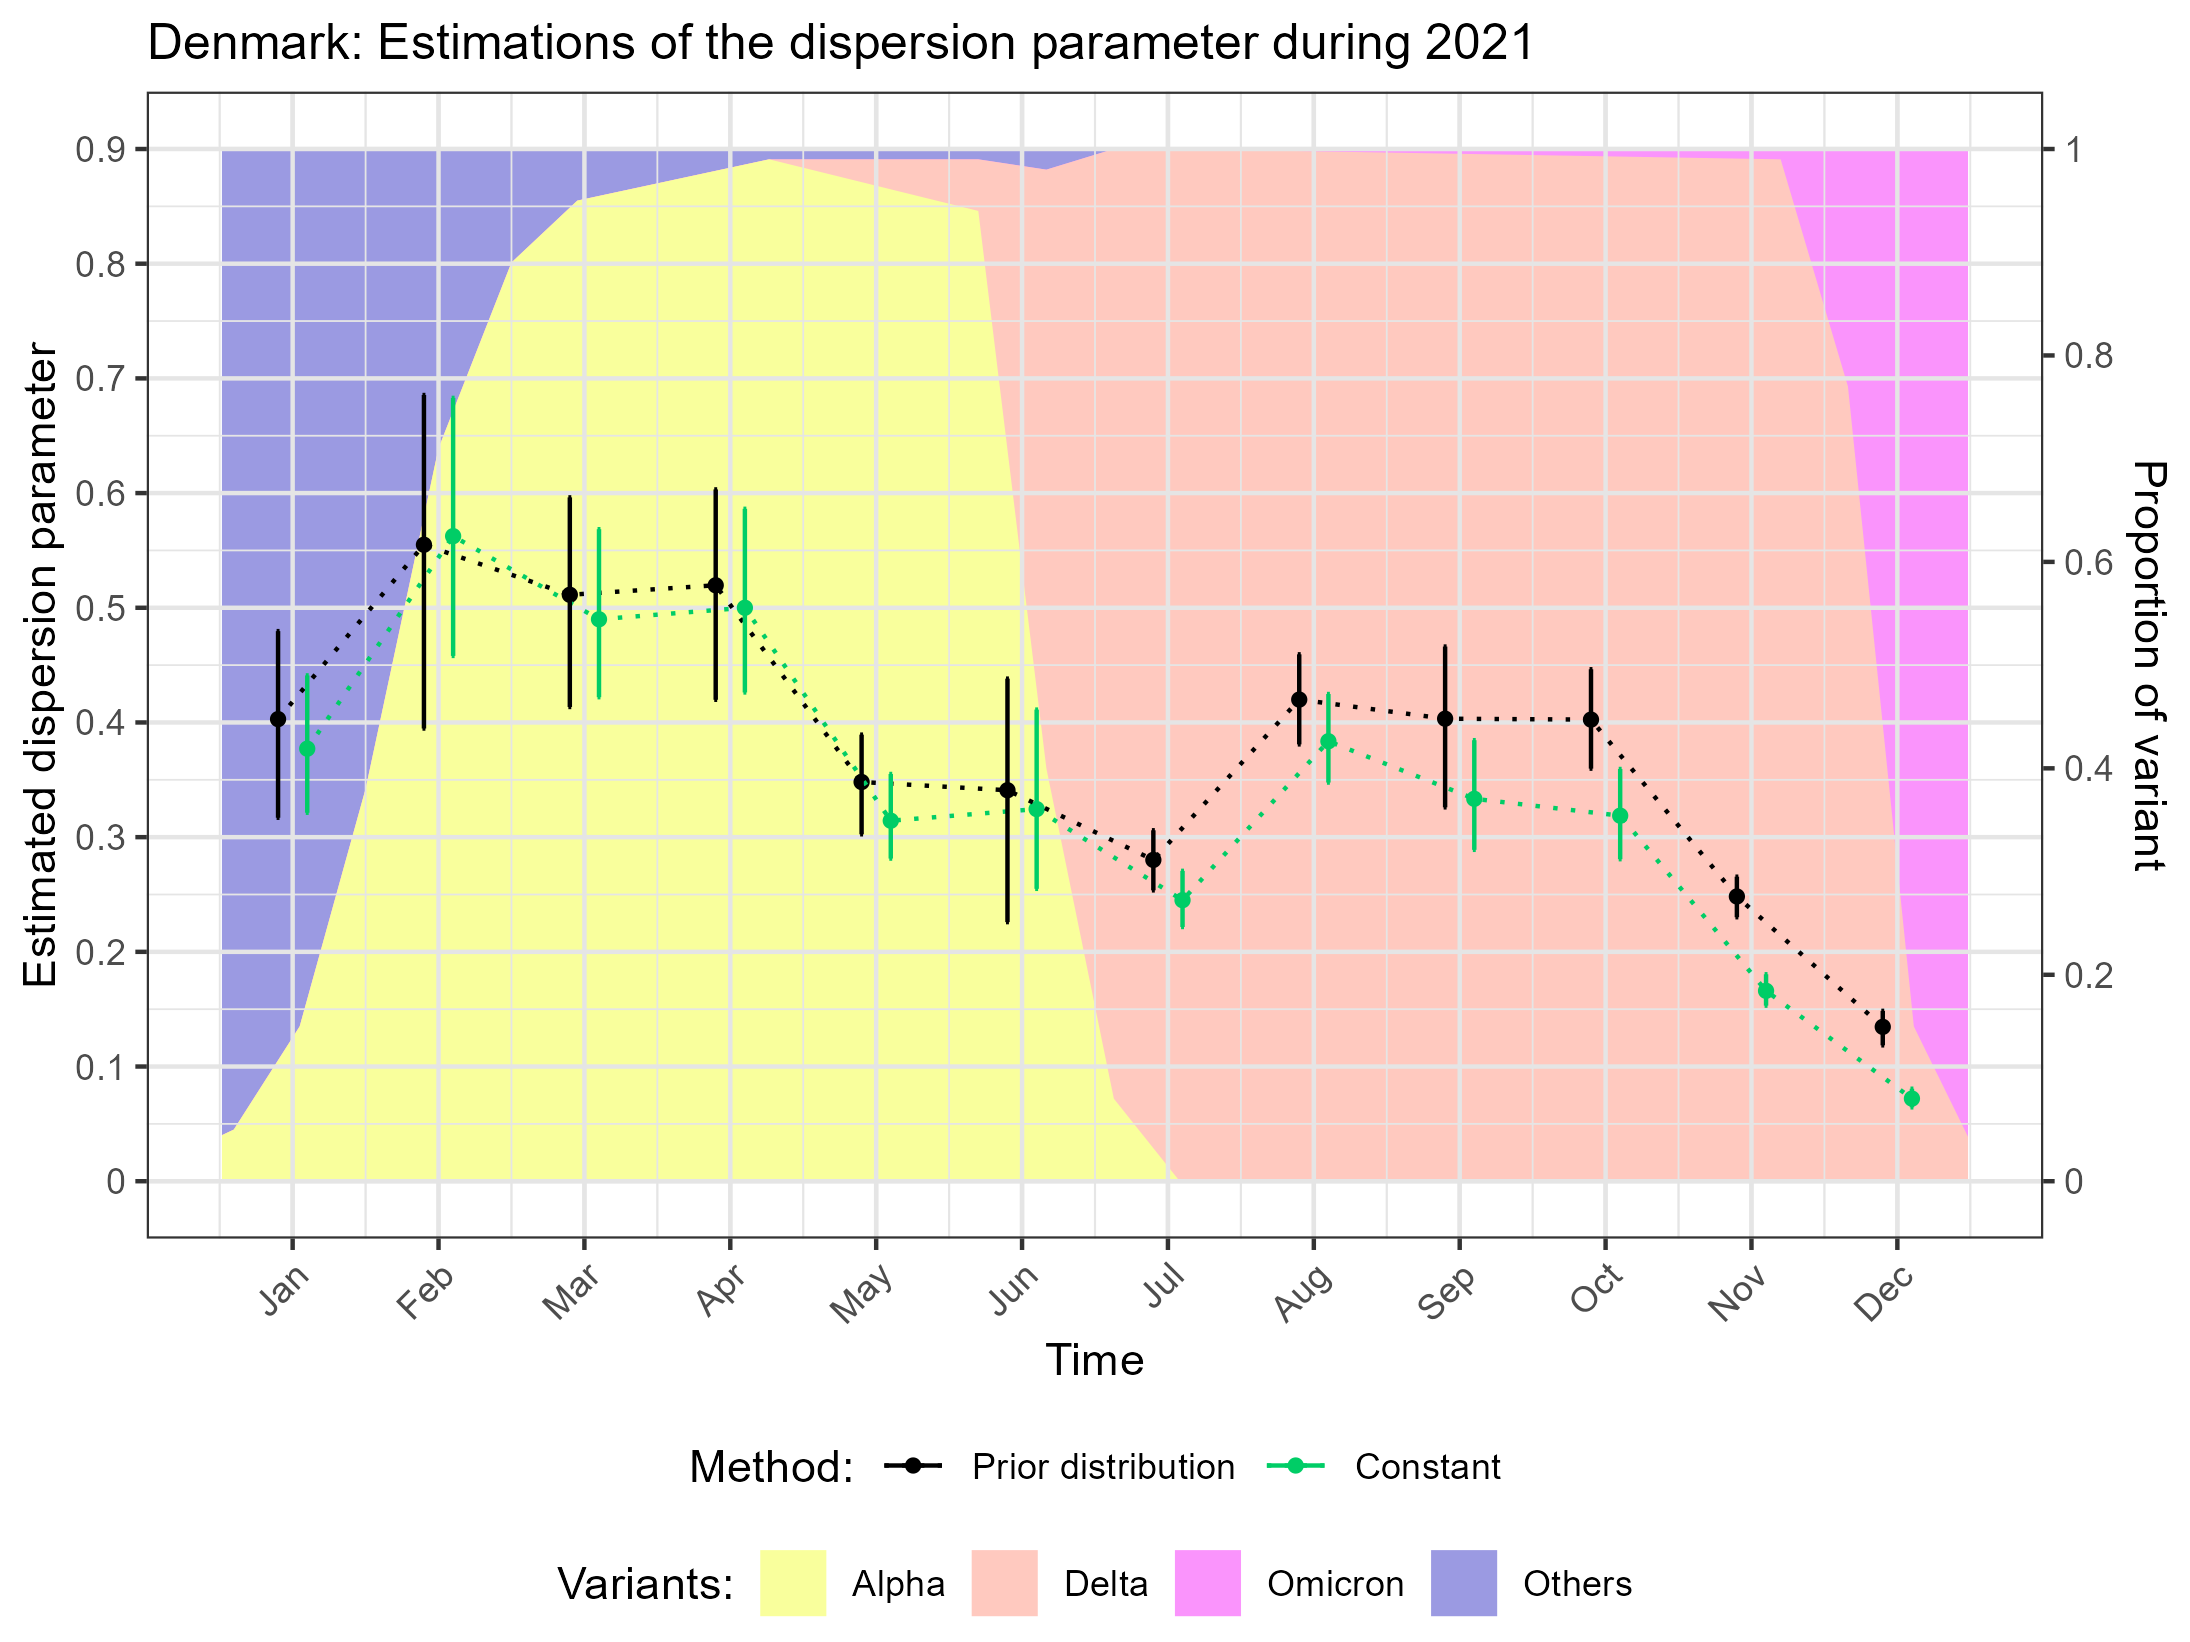 Denmark: Estimations of the dispersion parameter during 2021
Estimated dispersion parameter
0.9
0.8
0.7
0.6
0.5
0.4
0.3
0.2
0.1
0
1
0.8
0.6
0.4
0.2
0
Proportion of variant
Jan Feb Mar Apr May Jun Jul Aug Sep Oct Nov Dec
Time
Method: Prior distribution Constant
Variants: Alpha Delta Omicron Others